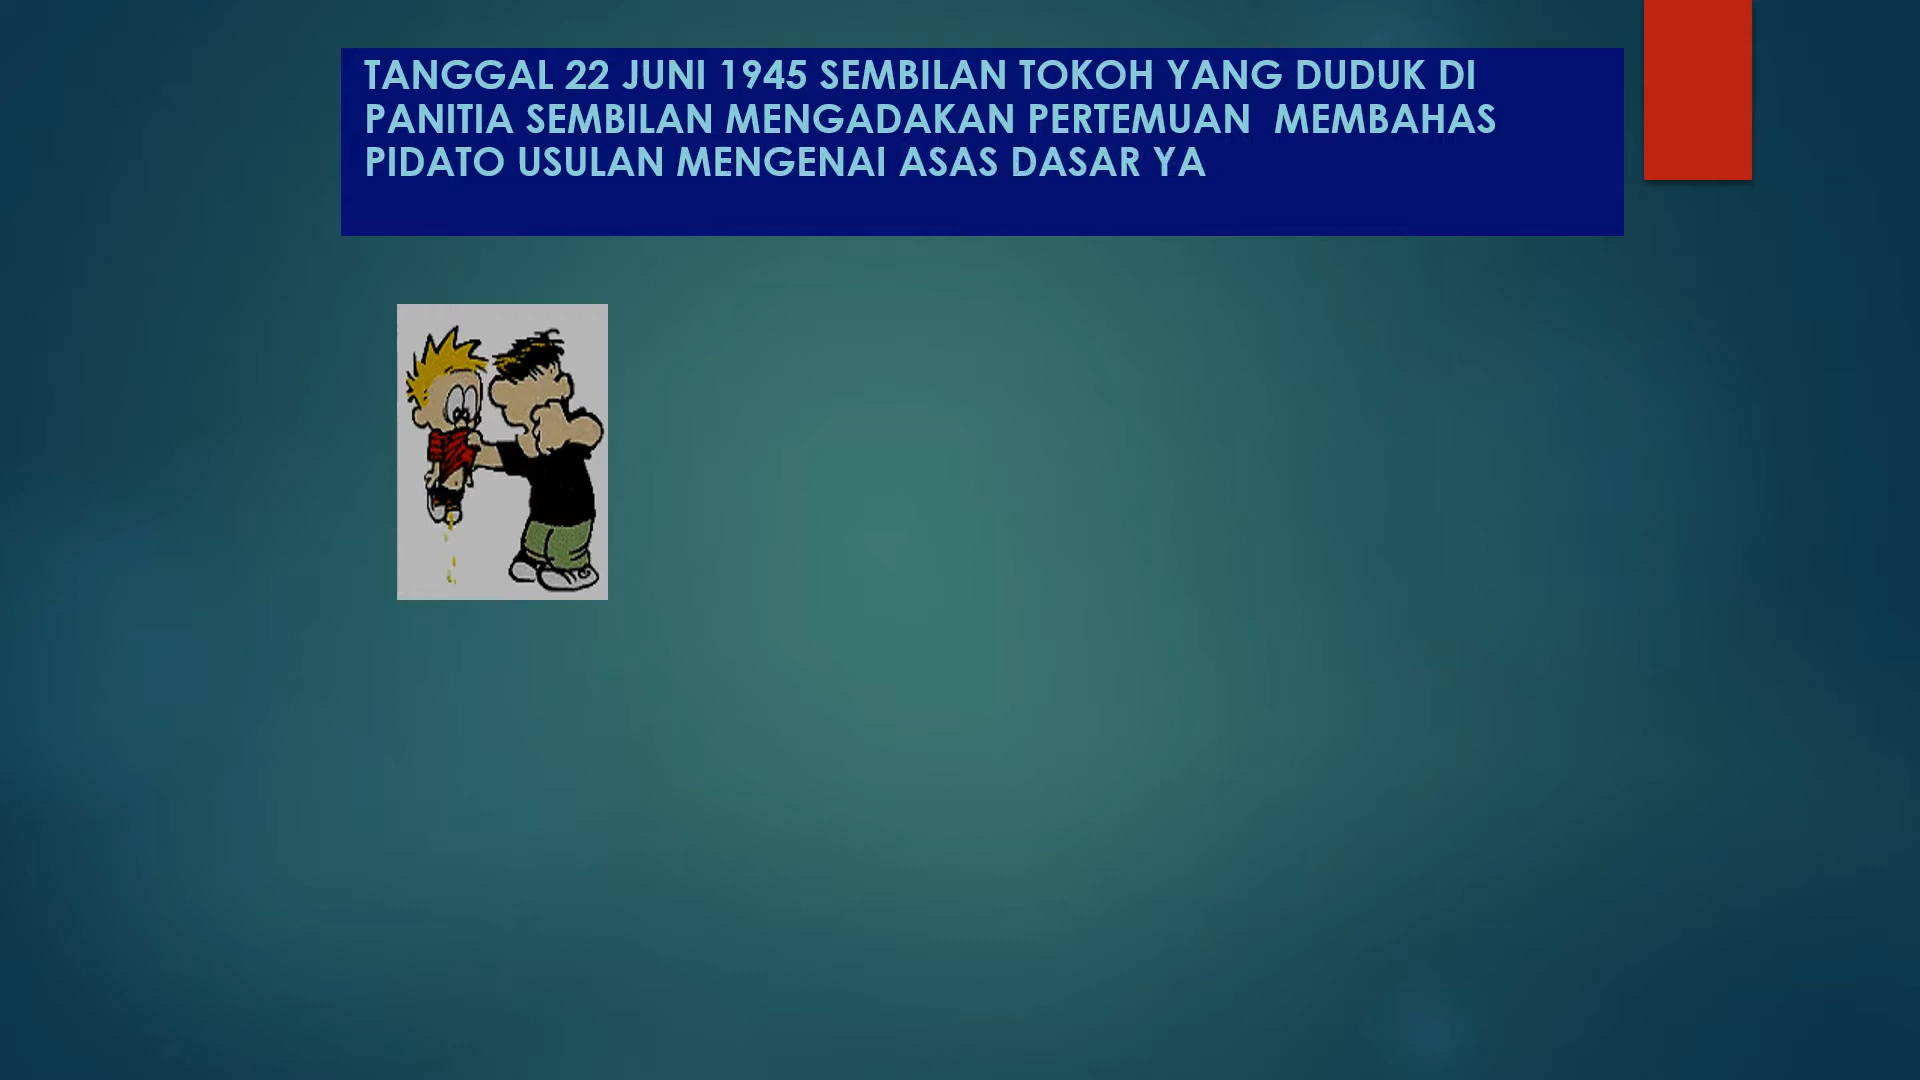 TANGGAL 22 JUNI 1945 SEMBILAN TOKOH YANG DUDUK DI
PANITIA SEMBILAN MENGADAKAN PERTEMUAN  MEMBAHAS
PIDATO USULAN MENGENAI ASAS DASAR YA